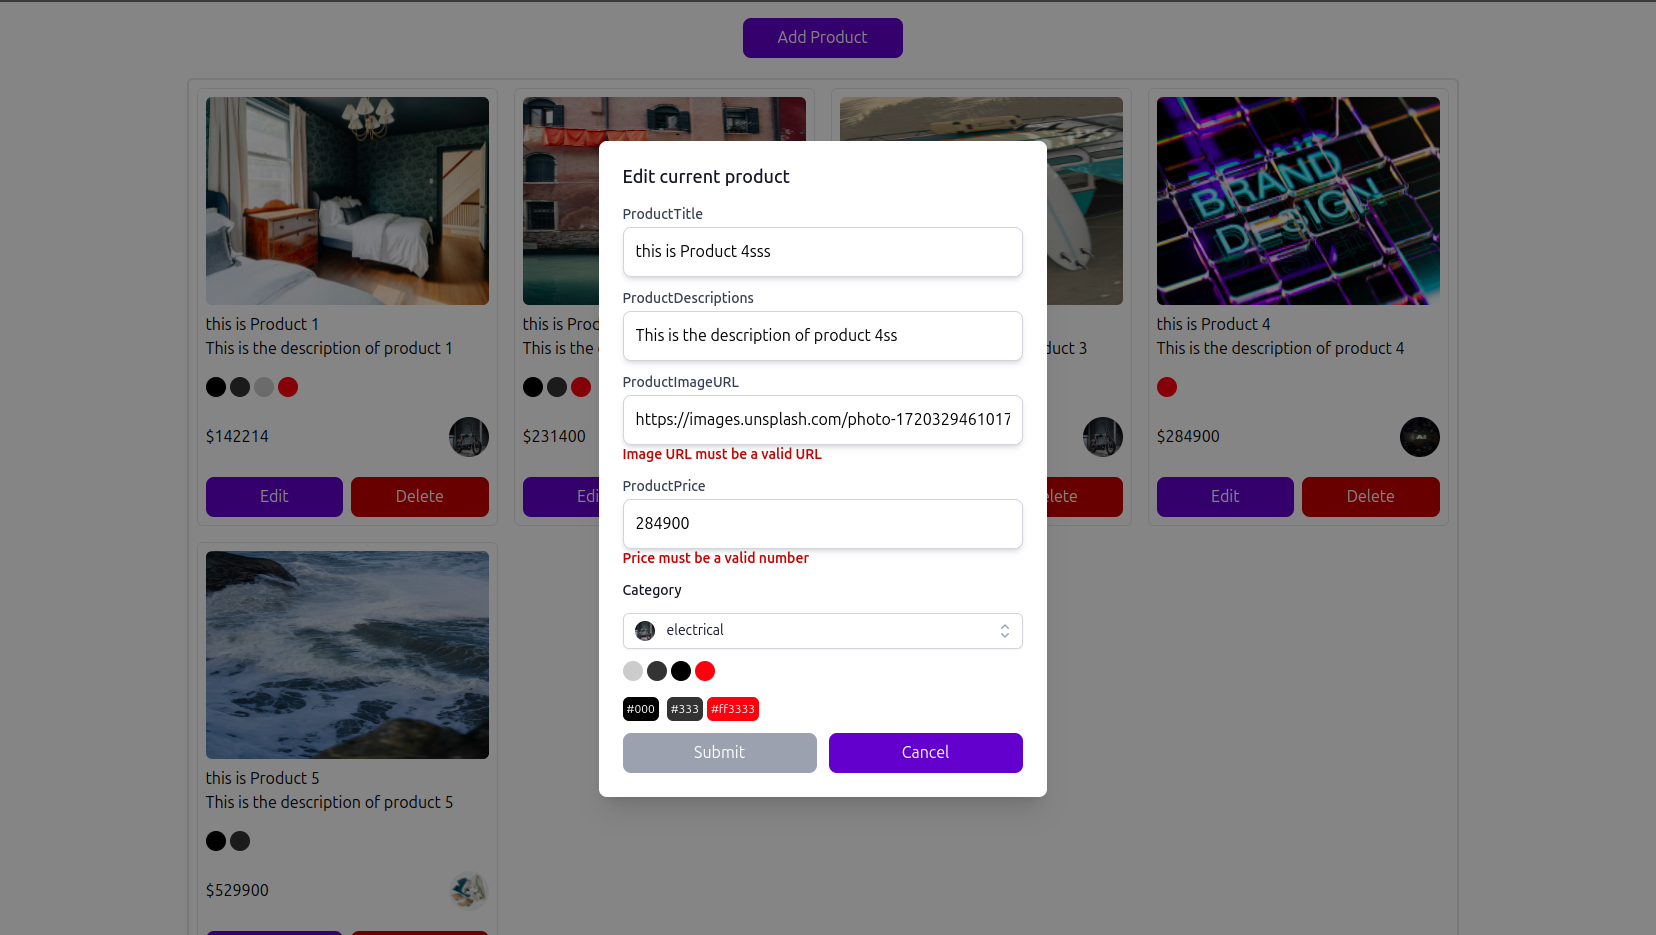 Add Product
BRAND
DESIGN
this is Product 1
This is the description of product 1
$142214
Edit
Delete
this is
This is the
$231400
duct 3
this is Product 4
This is the description of product 4
AI
$284900
Edit
Delete
Edit current product
ProductTitle
this is Product 4sss
ProductDescriptions
This is the description of product 4ss
ProductImageURL
https://images.unsplash.com/photo-1720329461017
Image URL must be a valid URL
ProductPrice
284900
Price must be a valid number
Category
electrical
#000 #333 #ff3333
Submit
Cancel
this is Product 5
This is the description of product 5
$529900